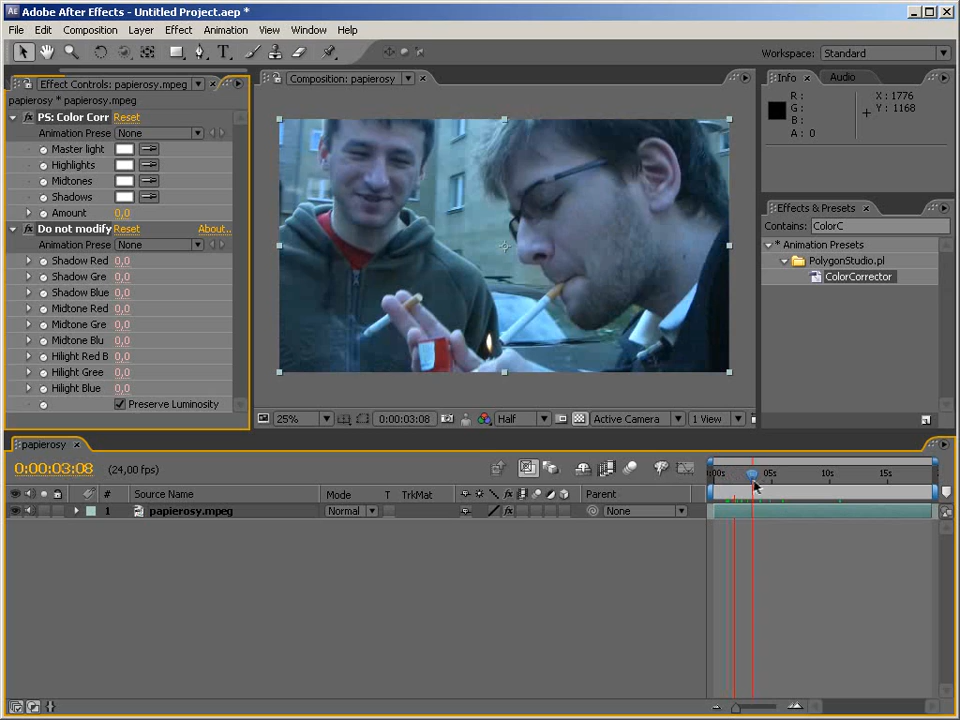 Adobe After Effects - Untitled Project.aep *
File Edit Composition Layer Effect Animation View Window Help
Workspace: Standard
Effect Controls: papierosy.mpeg
papierosy * papierosy.mpeg
fx PS: Color Corr Reset
Animation Prese None
Master light
Highlights
Midtones
Shadows
Amount 0,0
fx Do not modify Reset About..
Animation Prese None
Shadow Red 0,0
Shadow Gre 0,0
Shadow Blue 0,0
Midtone Red 0,0
Midtone Gre 0,0
Midtone Blu 0,0
Hilight Red B 0,0
Hilight Gree 0,0
Hilight Blue 0,0
Preserve Luminosity
Composition: papierosy
25% 0:00:03:08 Half Active Camera 1 View
Info Audio
R : X : 1776
G : Y : 1168
B :
A : 0
Effects & Presets
Contains: ColorC
* Animation Presets
PolygonStudio.pl
ColorCorrector
papierosy
0:00:03:08 (24,00 fps)
:00s 05s 10s 15s
# Source Name Mode T TrkMat Parent
1 papierosy.mpeg Normal None